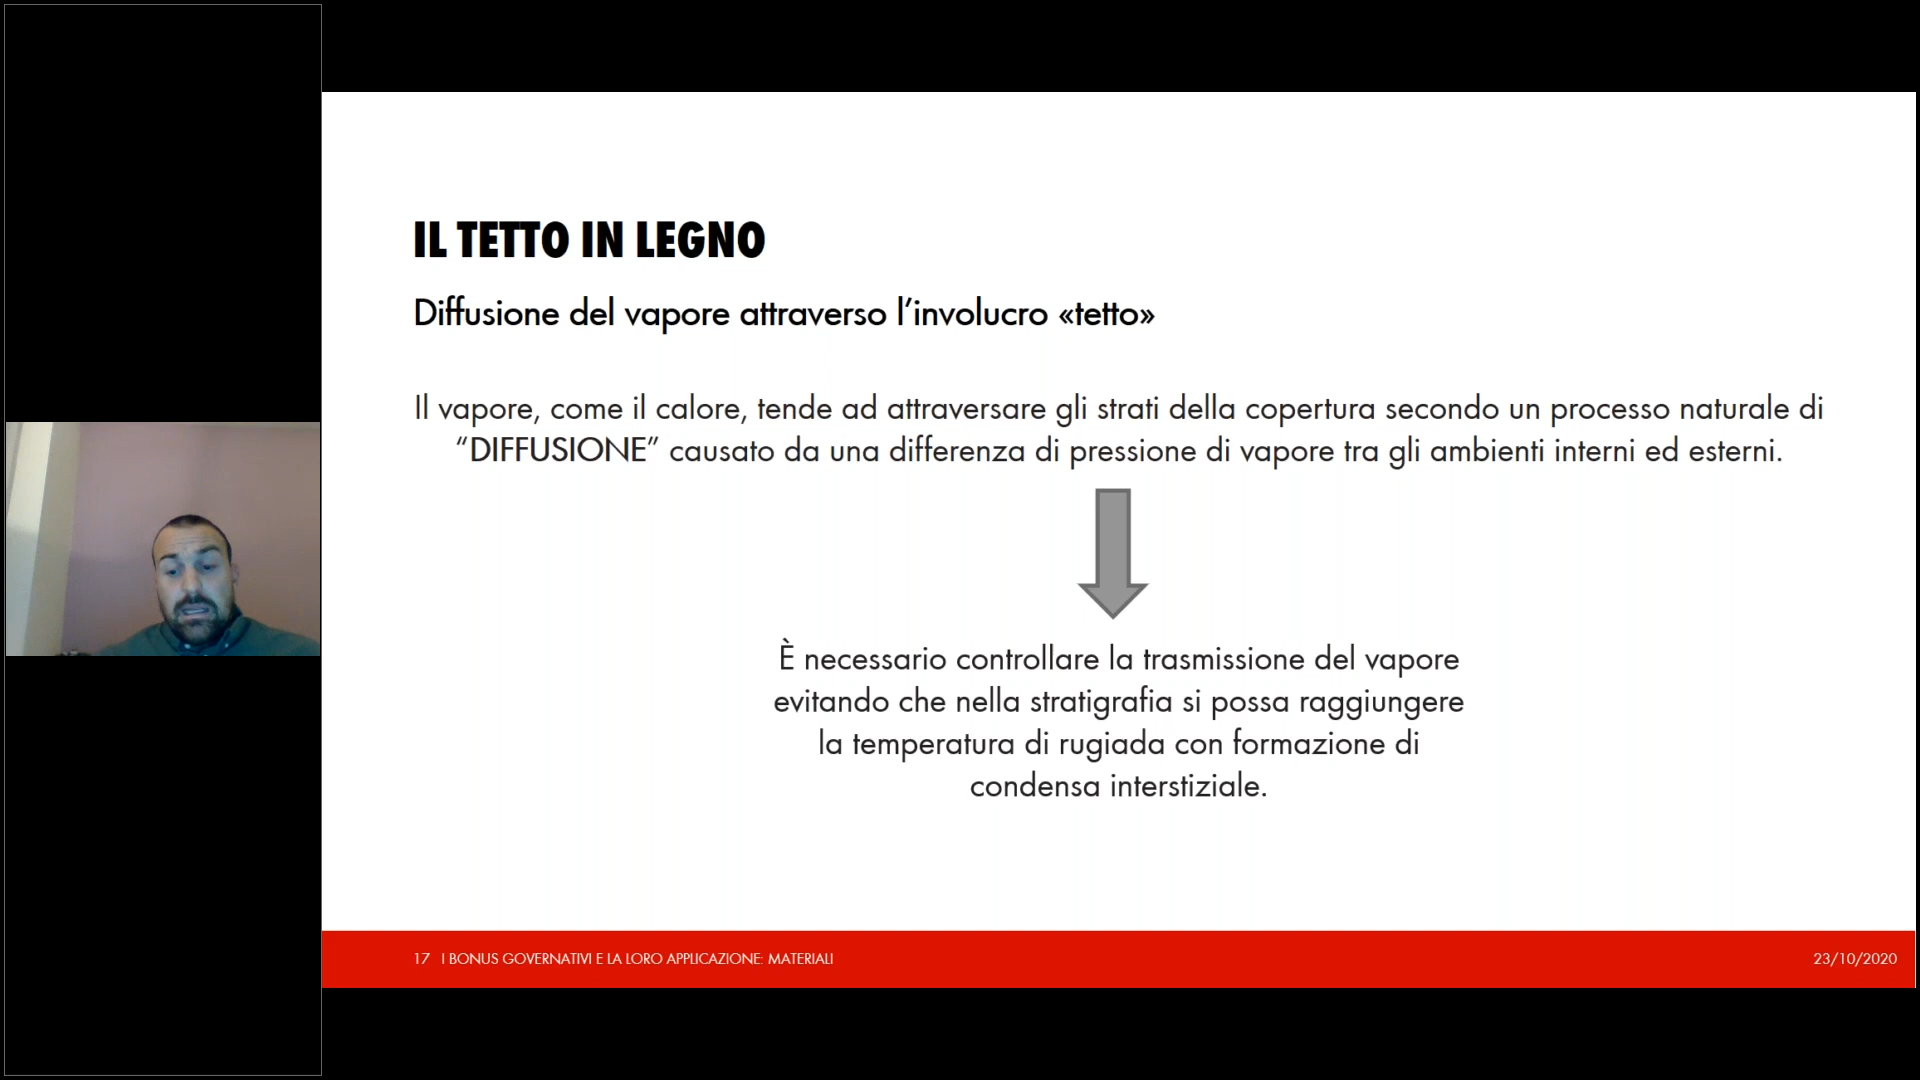 IL TETTO IN LEGNO
Diffusione del vapore attraverso l’involucro «tetto»
Il vapore, come il calore, tende ad attraversare gli strati della copertura secondo un processo naturale di
“DIFFUSIONE” causato da una differenza di pressione di vapore tra gli ambienti interni ed esterni.
È necessario controllare la trasmissione del vapore
evitando che nella stratigrafia si possa raggiungere
la temperatura di rugiada con formazione di
condensa interstiziale.
17 I BONUS GOVERNATIVI E LA LORO APPLICAZIONE: MATERIALI
23/10/2020